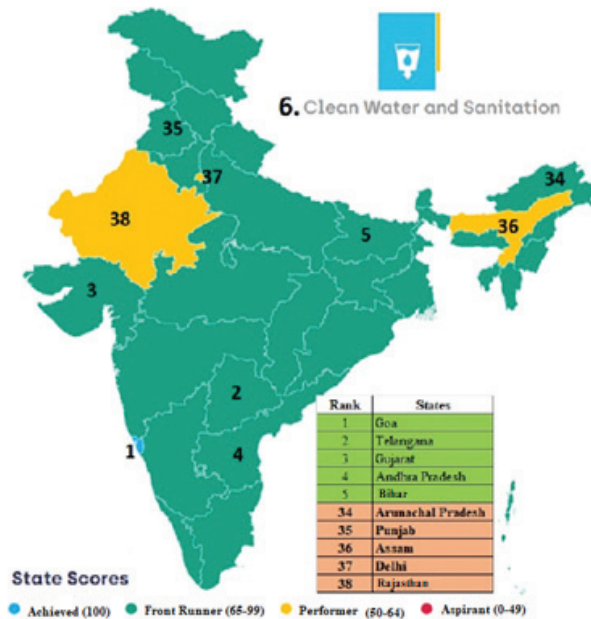 6. Clean Water and Sanitation
35
34
37
36
38
5
3
2
1
4
Rank States
1 Goa
2 Telangana
3 Gujarat
4 Andhra Pradesh
5 Bihar
34 Arunachal Pradesh
35 Punjab
36 Assam
37 Delhi
38 Rajasthan
State Scores
Achieved (100) Front Runner (65-99) Performer (50-64) Aspirant (0-49)